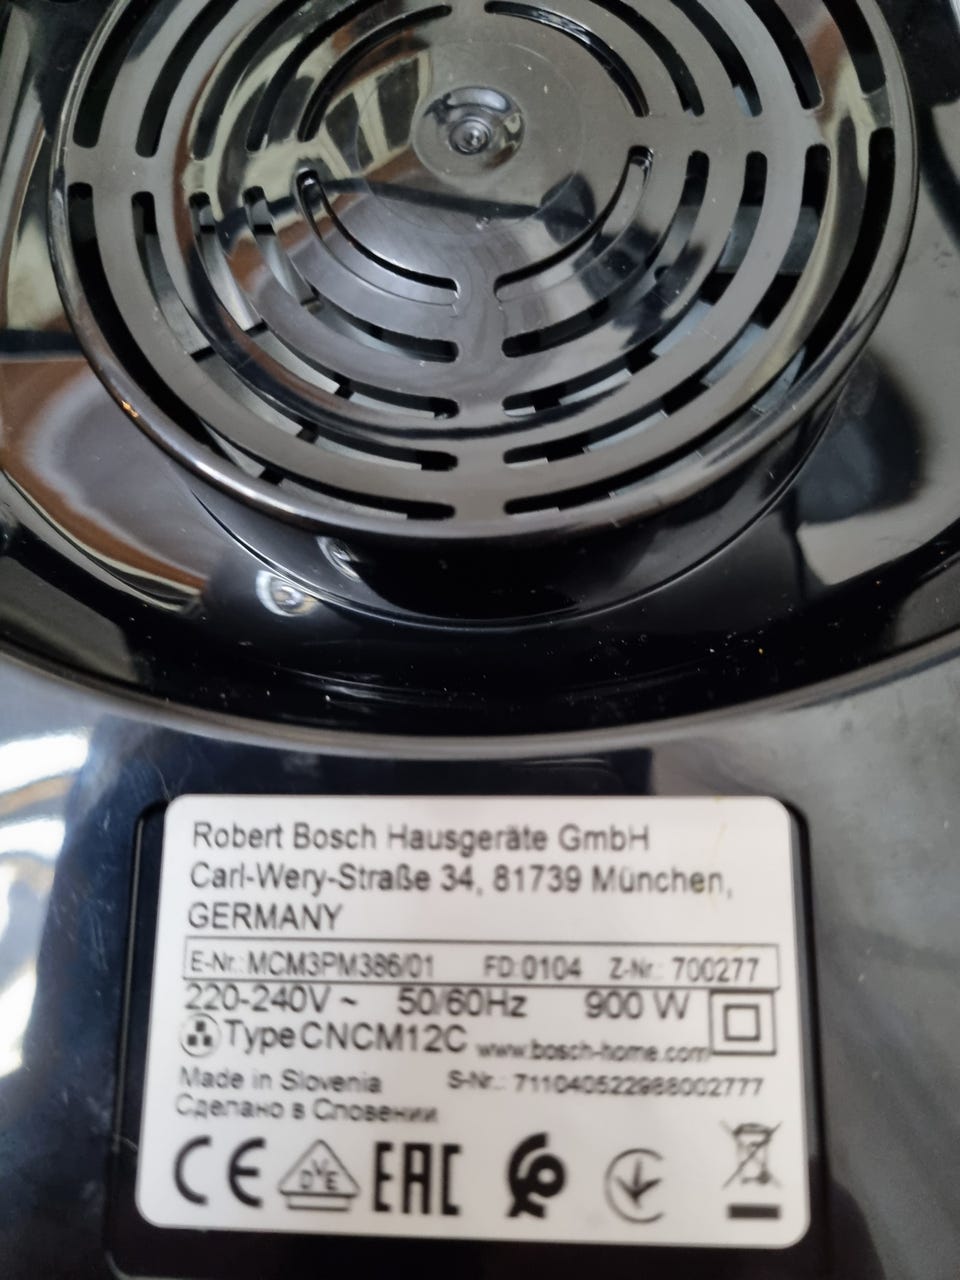 Robert Bosch Hausgeräte GmbH
Carl-Wery-Straße 34, 81739 München,
GERMANY
E-Nr.: MCM3PM386/01 FD 0104 Z-Nr.: 700277
220-240V ~ 50/60Hz 900 W
Type CNCM12C www.bosch-home.com
Made in Slovenia S-Nr.: 711040522988002777
Сделано в Словении
CE DVE EAC